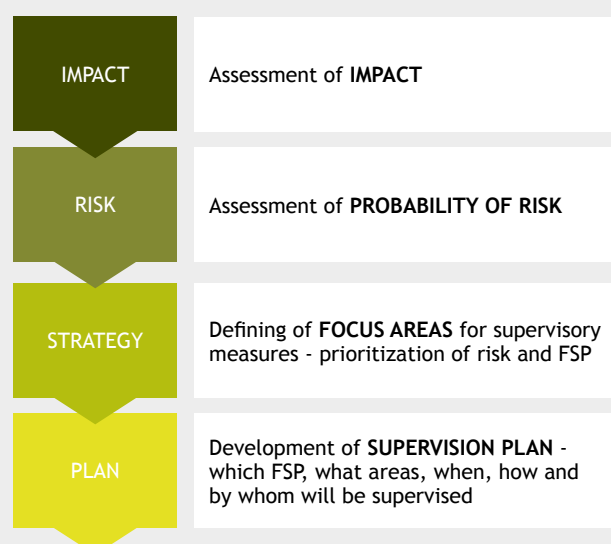 IMPACT
Assessment of IMPACT
RISK
Assessment of PROBABILITY OF RISK
STRATEGY
Defining of FOCUS AREAS for supervisory
measures - prioritization of risk and FSP
PLAN
Development of SUPERVISION PLAN -
which FSP, what areas, when, how and
by whom will be supervised